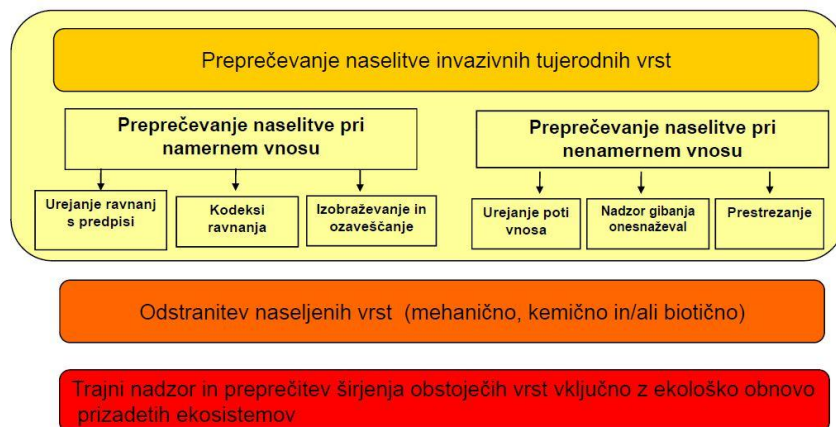 Preprečevanje naselitve invazivnih tujerodnih vrst
Preprečevanje naselitve pri
namernem vnosu
Preprečevanje naselitve pri
nenamernem vnosu
Urejanje ravnanj
s predpisi
Kodeksi
ravnanja
Izobraževanje in
ozaveščanje
Urejanje poti
vnosa
Nadzor gibanja
onesnaževal
Prestrezanje
Odstranitev naseljenih vrst (mehanično, kemično in/ali biotično)
Trajni nadzor in preprečitev širjenja obstoječih vrst vključno z ekološko obnovo
prizadetih ekosistemov